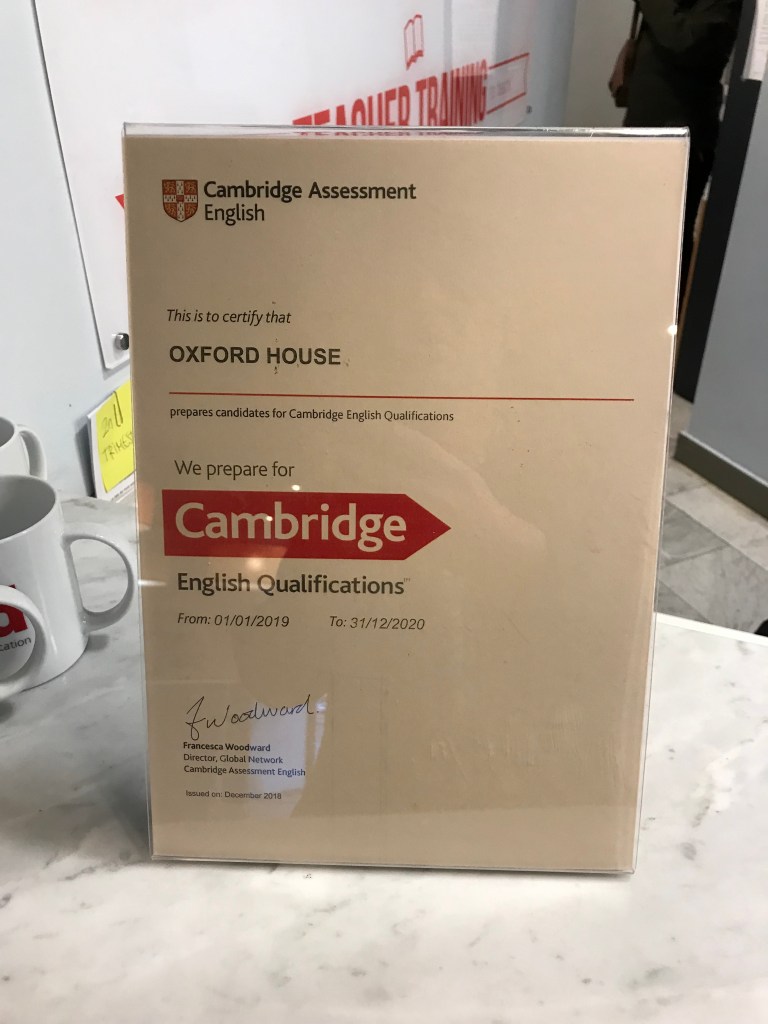 TEACHER TRAINING
Cambridge Assessment
English
This is to certify that
OXFORD HOUSE
prepares candidates for Cambridge English Qualifications
We prepare for
Cambridge
English Qualifications™
From: 01/01/2019 To: 31/12/2020
Woodward
Francesca Woodward
Director, Global Network
Cambridge Assessment English
Issued on: December 2018